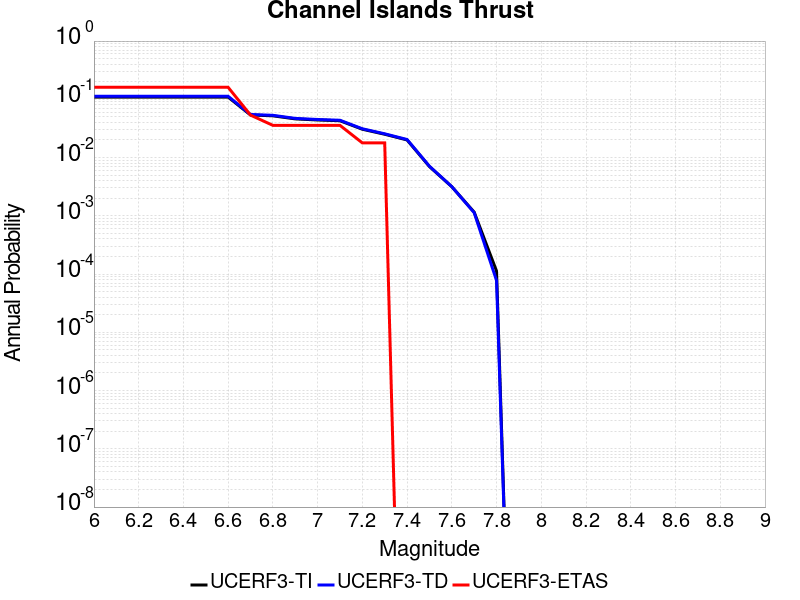 Channel Islands Thrust
10^0
10^-1
10^-2
10^-3
10^-4
10^-5
10^-6
10^-7
10^-8
Annual Probability
6 6.2 6.4 6.6 6.8 7 7.2 7.4 7.6 7.8 8 8.2 8.4 8.6 8.8 9
Magnitude
UCERF3-TI UCERF3-TD UCERF3-ETAS